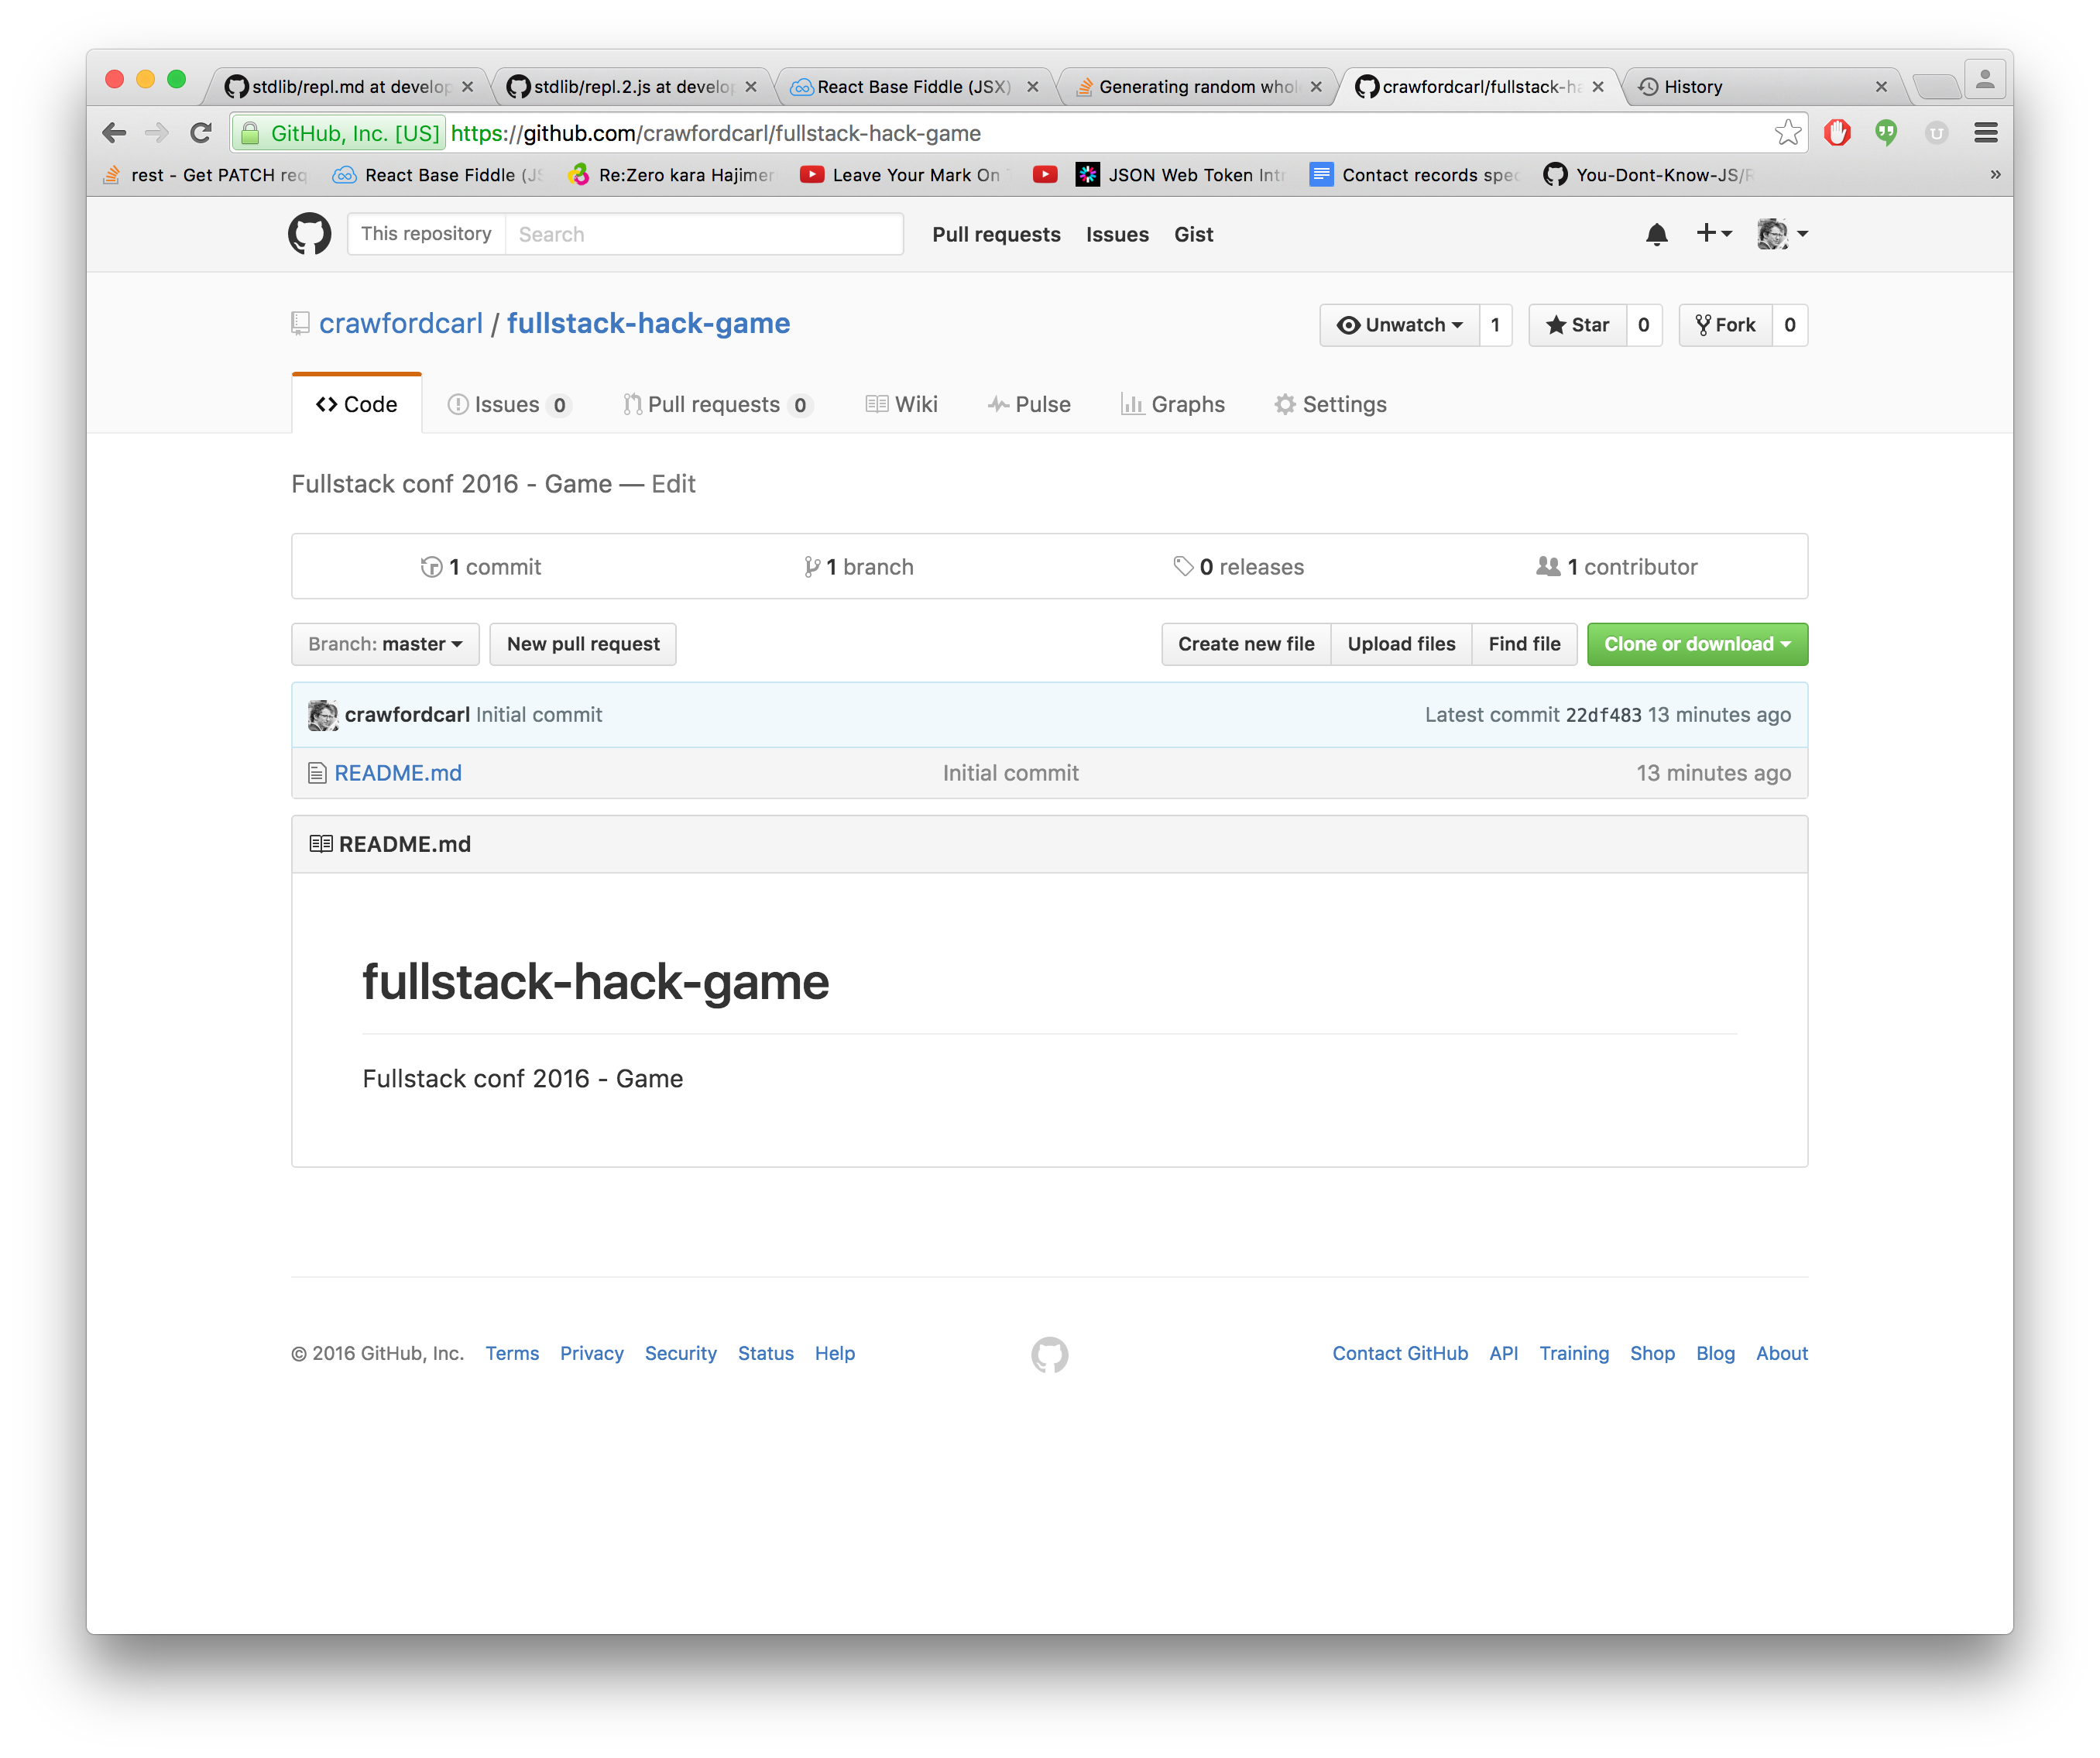 stdlib/repl.md at develop
stdlib/repl.2.js at develop
React Base Fiddle (JSX)
Generating random whol
crawfordcarl/fullstack-ha
History
GitHub, Inc. [US] https://github.com/crawfordcarl/fullstack-hack-game
rest - Get PATCH req
React Base Fiddle (JS
Re:Zero kara Hajimer
Leave Your Mark On T
JSON Web Token Intr
Contact records spec
You-Dont-Know-JS/R
»
This repository Search Pull requests Issues Gist
crawfordcarl / fullstack-hack-game Unwatch 1 Star 0 Fork 0
Code Issues 0 Pull requests 0 Wiki Pulse Graphs Settings
Fullstack conf 2016 - Game — Edit
1 commit 1 branch 0 releases 1 contributor
Branch: master New pull request Create new file Upload files Find file Clone or download
crawfordcarl Initial commit Latest commit 22df483 13 minutes ago
README.md Initial commit 13 minutes ago
README.md
fullstack-hack-game
Fullstack conf 2016 - Game
© 2016 GitHub, Inc. Terms Privacy Security Status Help Contact GitHub API Training Shop Blog About